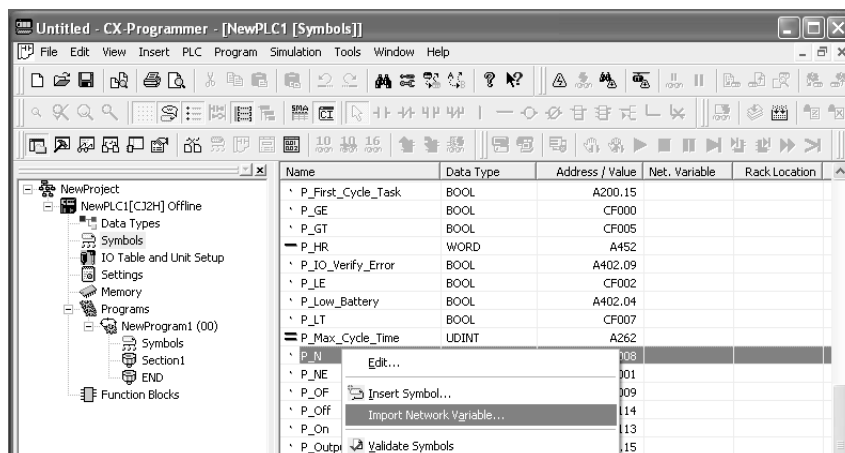 Untitled - CX-Programmer - [NewPLC1 [Symbols]]
File Edit View Insert PLC Program Simulation Tools Window Help
NewProject
NewPLC1[CJ2H] Offline
Data Types
Symbols
IO Table and Unit Setup
Settings
Memory
Programs
NewProgram1 (00)
Symbols
Section1
END
Function Blocks
Name Data Type Address / Value Net. Variable Rack Location
P_First_Cycle_Task BOOL A200.15
P_GE BOOL CF000
P_GT BOOL CF005
P_HR WORD A452
P_IO_Verify_Error BOOL A402.09
P_LE BOOL CF002
P_Low_Battery BOOL A402.04
P_LT BOOL CF007
P_Max_Cycle_Time UDINT A262
P_N 008
P_NE 001
P_OF 009
P_Off 114
P_On 113
P_Outp .15
Edit...
Insert Symbol...
Import Network Variable...
Validate Symbols